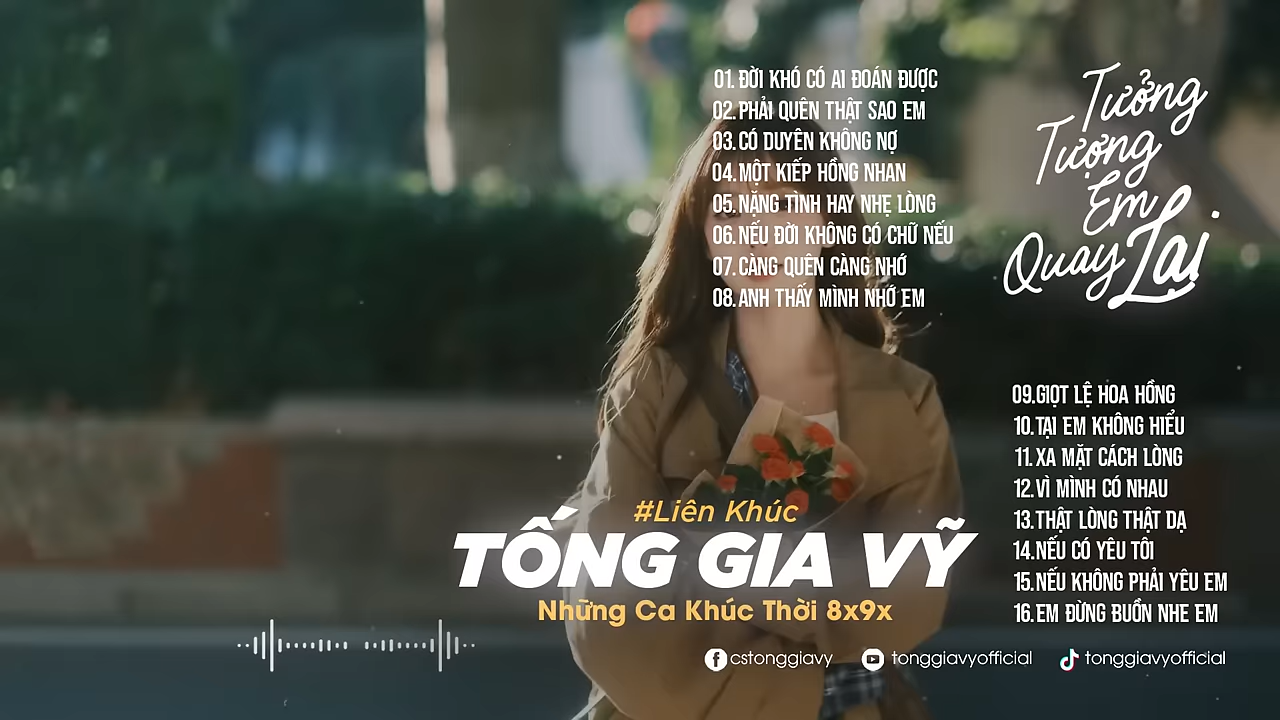 01. ĐỜI KHÓ CÓ AI ĐOÁN ĐƯỢC
02. PHẢI QUÊN THẬT SAO EM
03. CÓ DUYÊN KHÔNG NỢ
04. MỘT KIẾP HỒNG NHAN
05. NẶNG TÌNH HAY NHẸ LÒNG
06. NẾU ĐỜI KHÔNG CÓ CHỮ NẾU
07. CÀNG QUÊN CÀNG NHỚ
08. ANH THẤY MÌNH NHỚ EM
Tưởng
Tượng
Em
Quay Lại
09. GIỌT LỆ HOA HỒNG
10. TẠI EM KHÔNG HIỂU
11. XA MẶT CÁCH LÒNG
12. VÌ MÌNH CÓ NHAU
13. THẬT LÒNG THẬT DẠ
14. NẾU CÓ YÊU TÔI
15. NẾU KHÔNG PHẢI YÊU EM
16. EM ĐỪNG BUỒN NHE EM
#Liên Khúc
TỐNG GIA VỸ
Những Ca Khúc Thời 8x9x
cstonggiavy
tonggiavyofficial
tonggiavyofficial